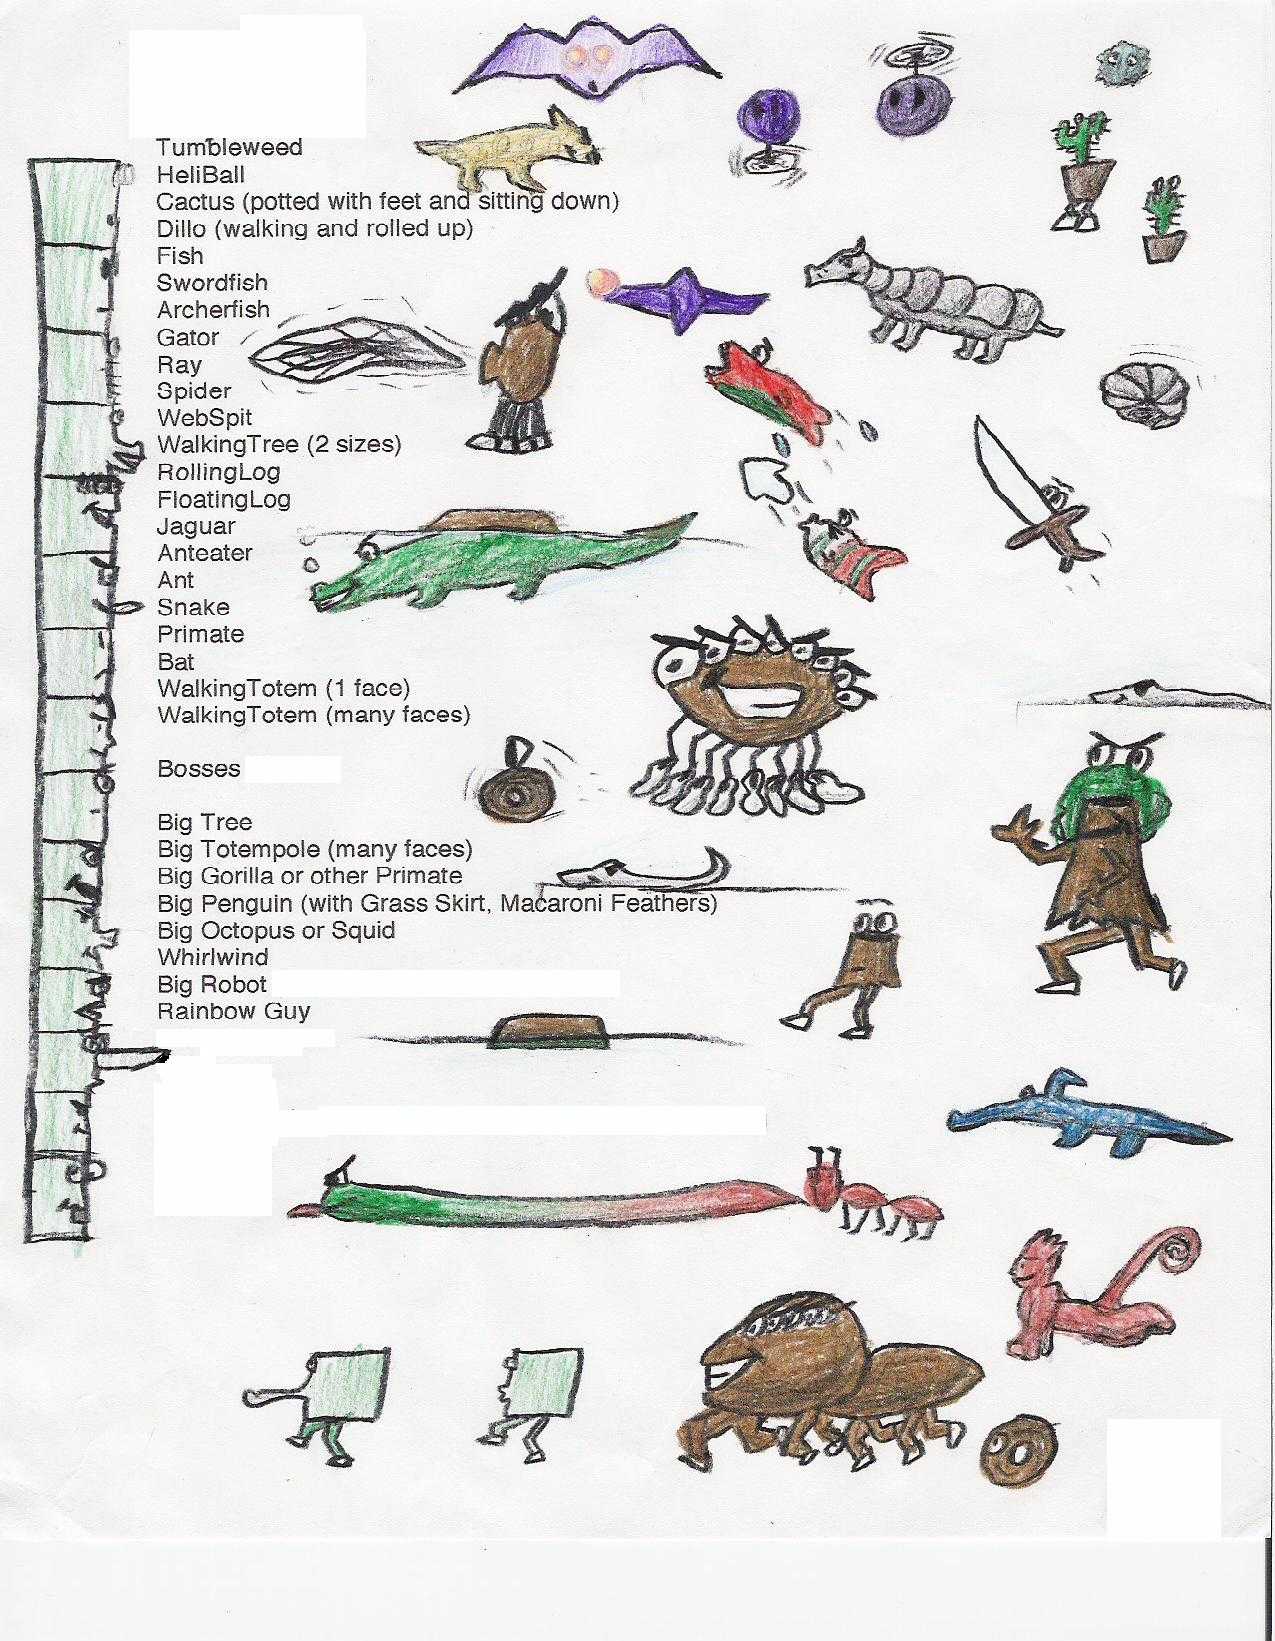 Tumbleweed
HeliBall
Cactus (potted with feet and sitting down)
Dillo (walking and rolled up)
Fish
Swordfish
Archerfish
Gator
Ray
Spider
WebSpit
WalkingTree (2 sizes)
RollingLog
FloatingLog
Jaguar
Anteater
Ant
Snake
Primate
Bat
WalkingTotem (1 face)
WalkingTotem (many faces)
Bosses
Big Tree
Big Totempole (many faces)
Big Gorilla or other Primate
Big Penguin (with Grass Skirt, Macaroni Feathers)
Big Octopus or Squid
Whirlwind
Big Robot
Rainbow Guy